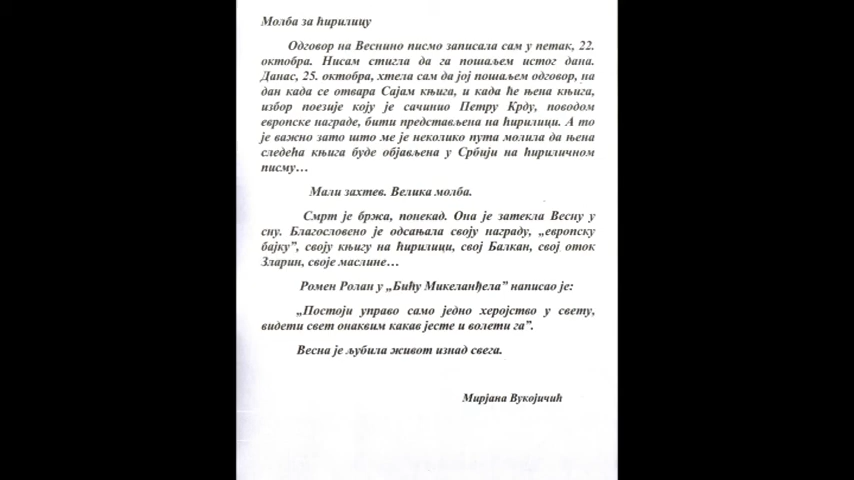 Молба за ћирилицу
Одговор на Веснино писмо записала сам у петак, 22.
октобра. Нисам стигла да га пошаљем истог дана.
Данас, 25. октобра, хтела сам да јој пошаљем одговор, на
дан када се отвара Сајам књига, и када ће њена књига,
избор поезије коју је сачинио Петру Крду, поводом
европске награде, бити представљена на ћирилици. А то
је важно зато што ме је неколико пута молила да њена
следећа књига буде објављена у Србији на ћириличном
писму…
Мали захтев. Велика молба.
Смрт је бржа, понекад. Она је затекла Весну у
сну. Благословено је одсањала своју награду, „европску
бајку”, своју књигу на ћирилици, свој Балкан, свој оток
Зларин, своје маслине…
Ромен Ролан у „Бићу Микеланђела” написао је:
„Постоји управо само једно херојство у свету,
видети свет онаквим какав јесте и волети га”.
Весна је љубила живот изнад свега.
Мирјана Вукојичић